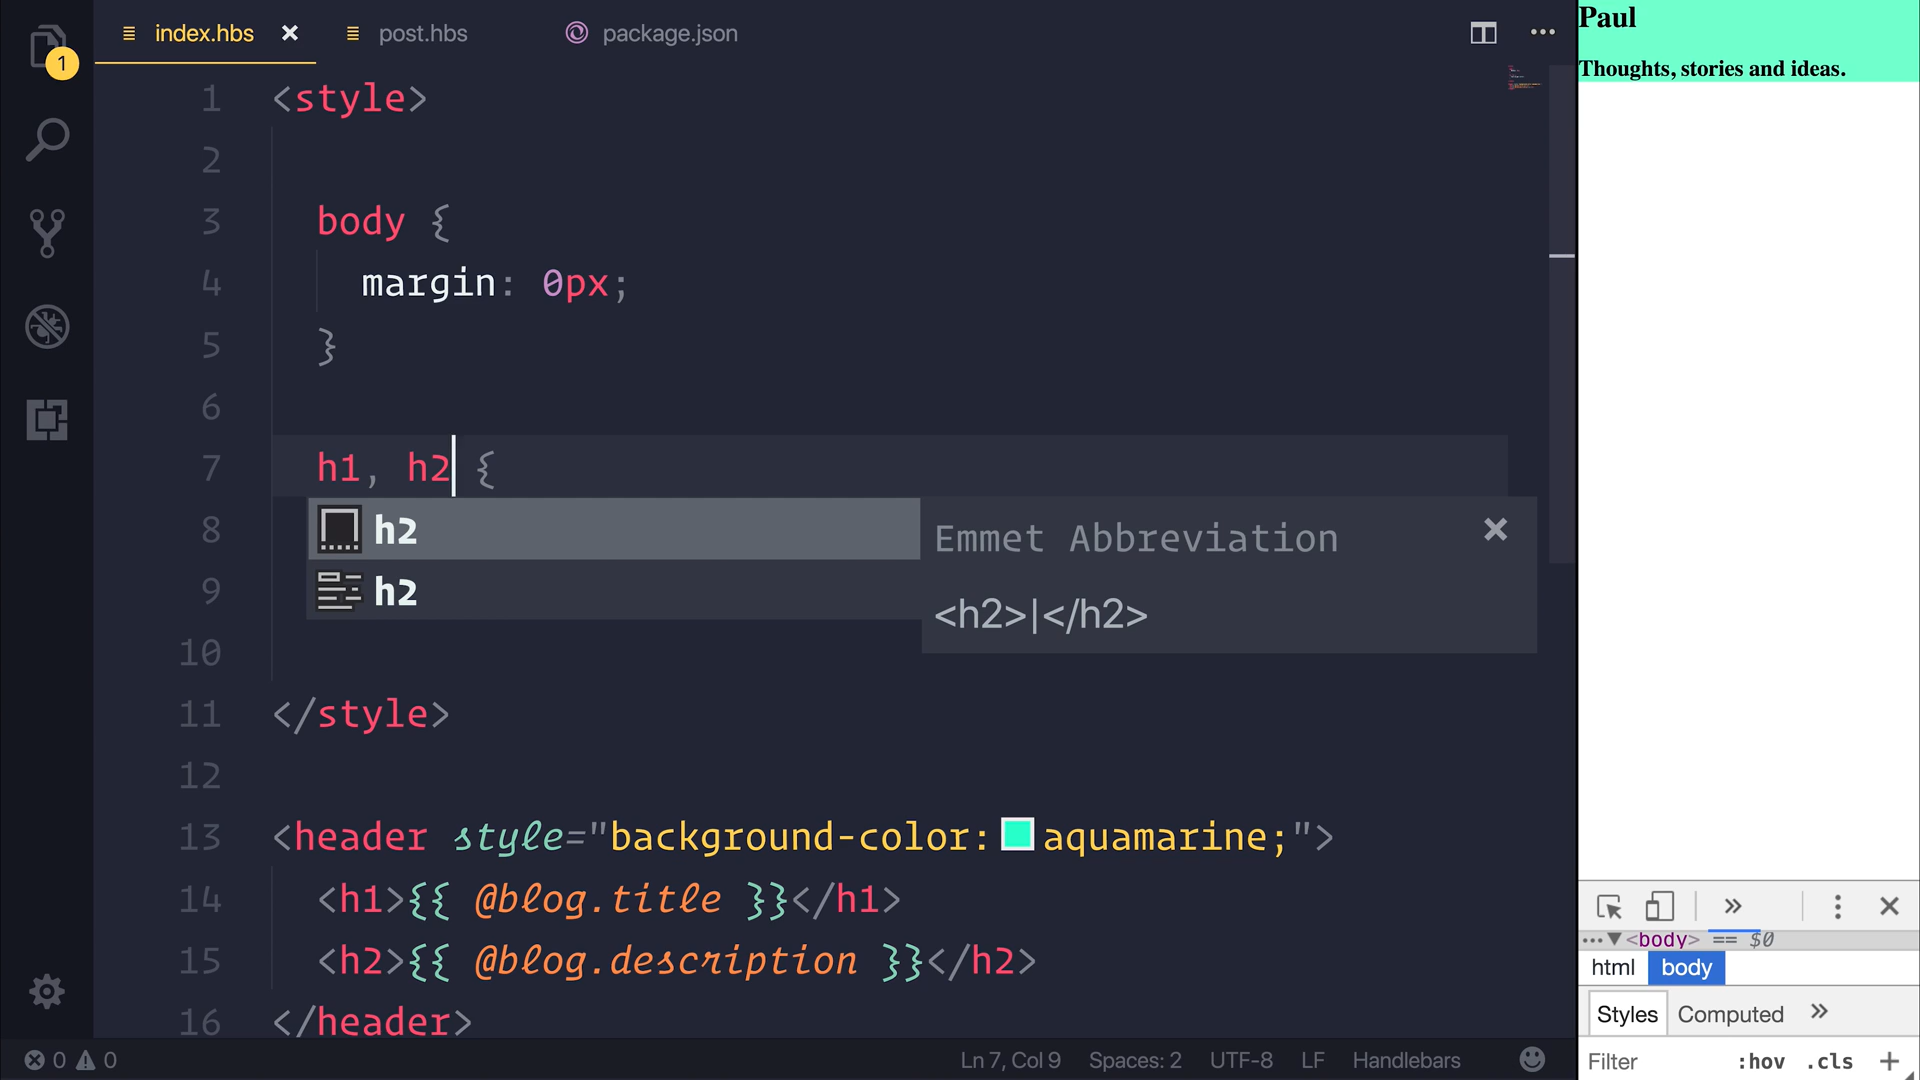 index.hbs
post.hbs
package.json
1
1 <style>
2
3 body {
4 margin: 0px;
5 }
6
7 h1, h2 {
8
9
10
11 </style>
12
13 <header style="background-color: aquamarine;">
14 <h1>{{ @blog.title }}</h1>
15 <h2>{{ @blog.description }}</h2>
16 </header>
h2
h2
Emmet Abbreviation
<h2>|</h2>
0 0
Ln 7, Col 9 Spaces: 2 UTF-8 LF Handlebars
Paul
Thoughts, stories and ideas.
<body> == $0
html body
Styles Computed
Filter :hov .cls